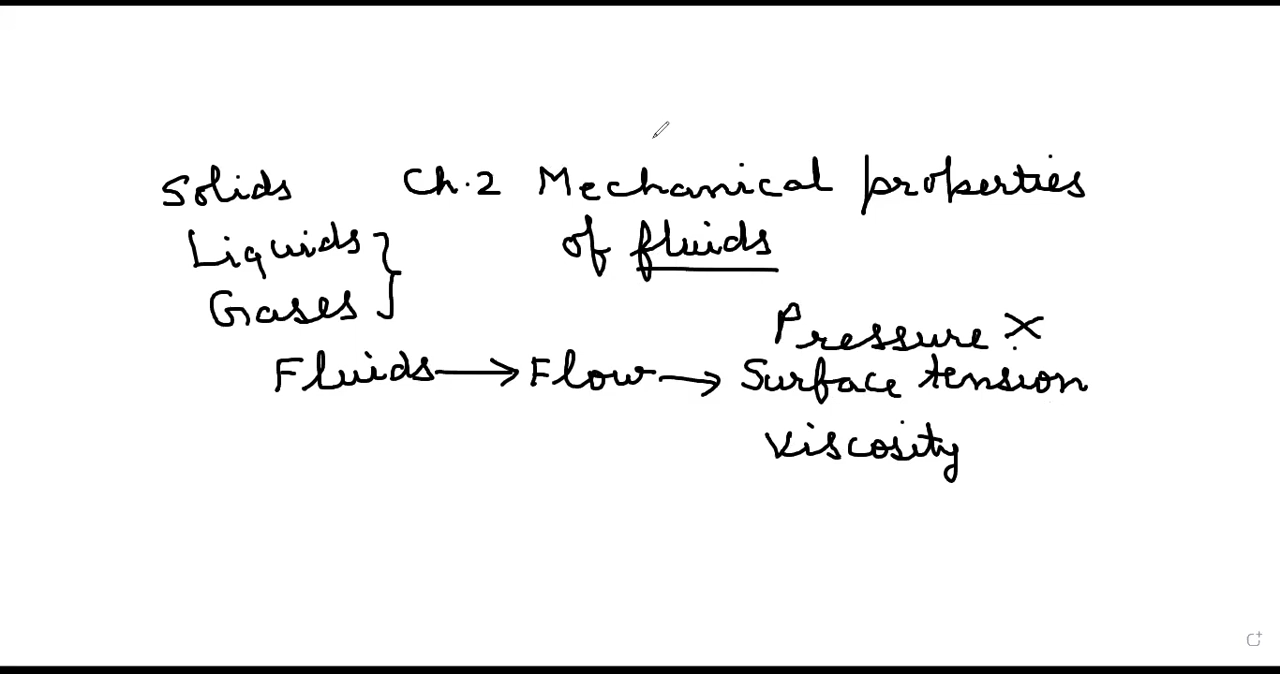 Ch.2 Mechanical properties
of fluids
Solids
Liquids }
Gases
Fluids → Flow → Surface tension
Pressure ×
Viscosity